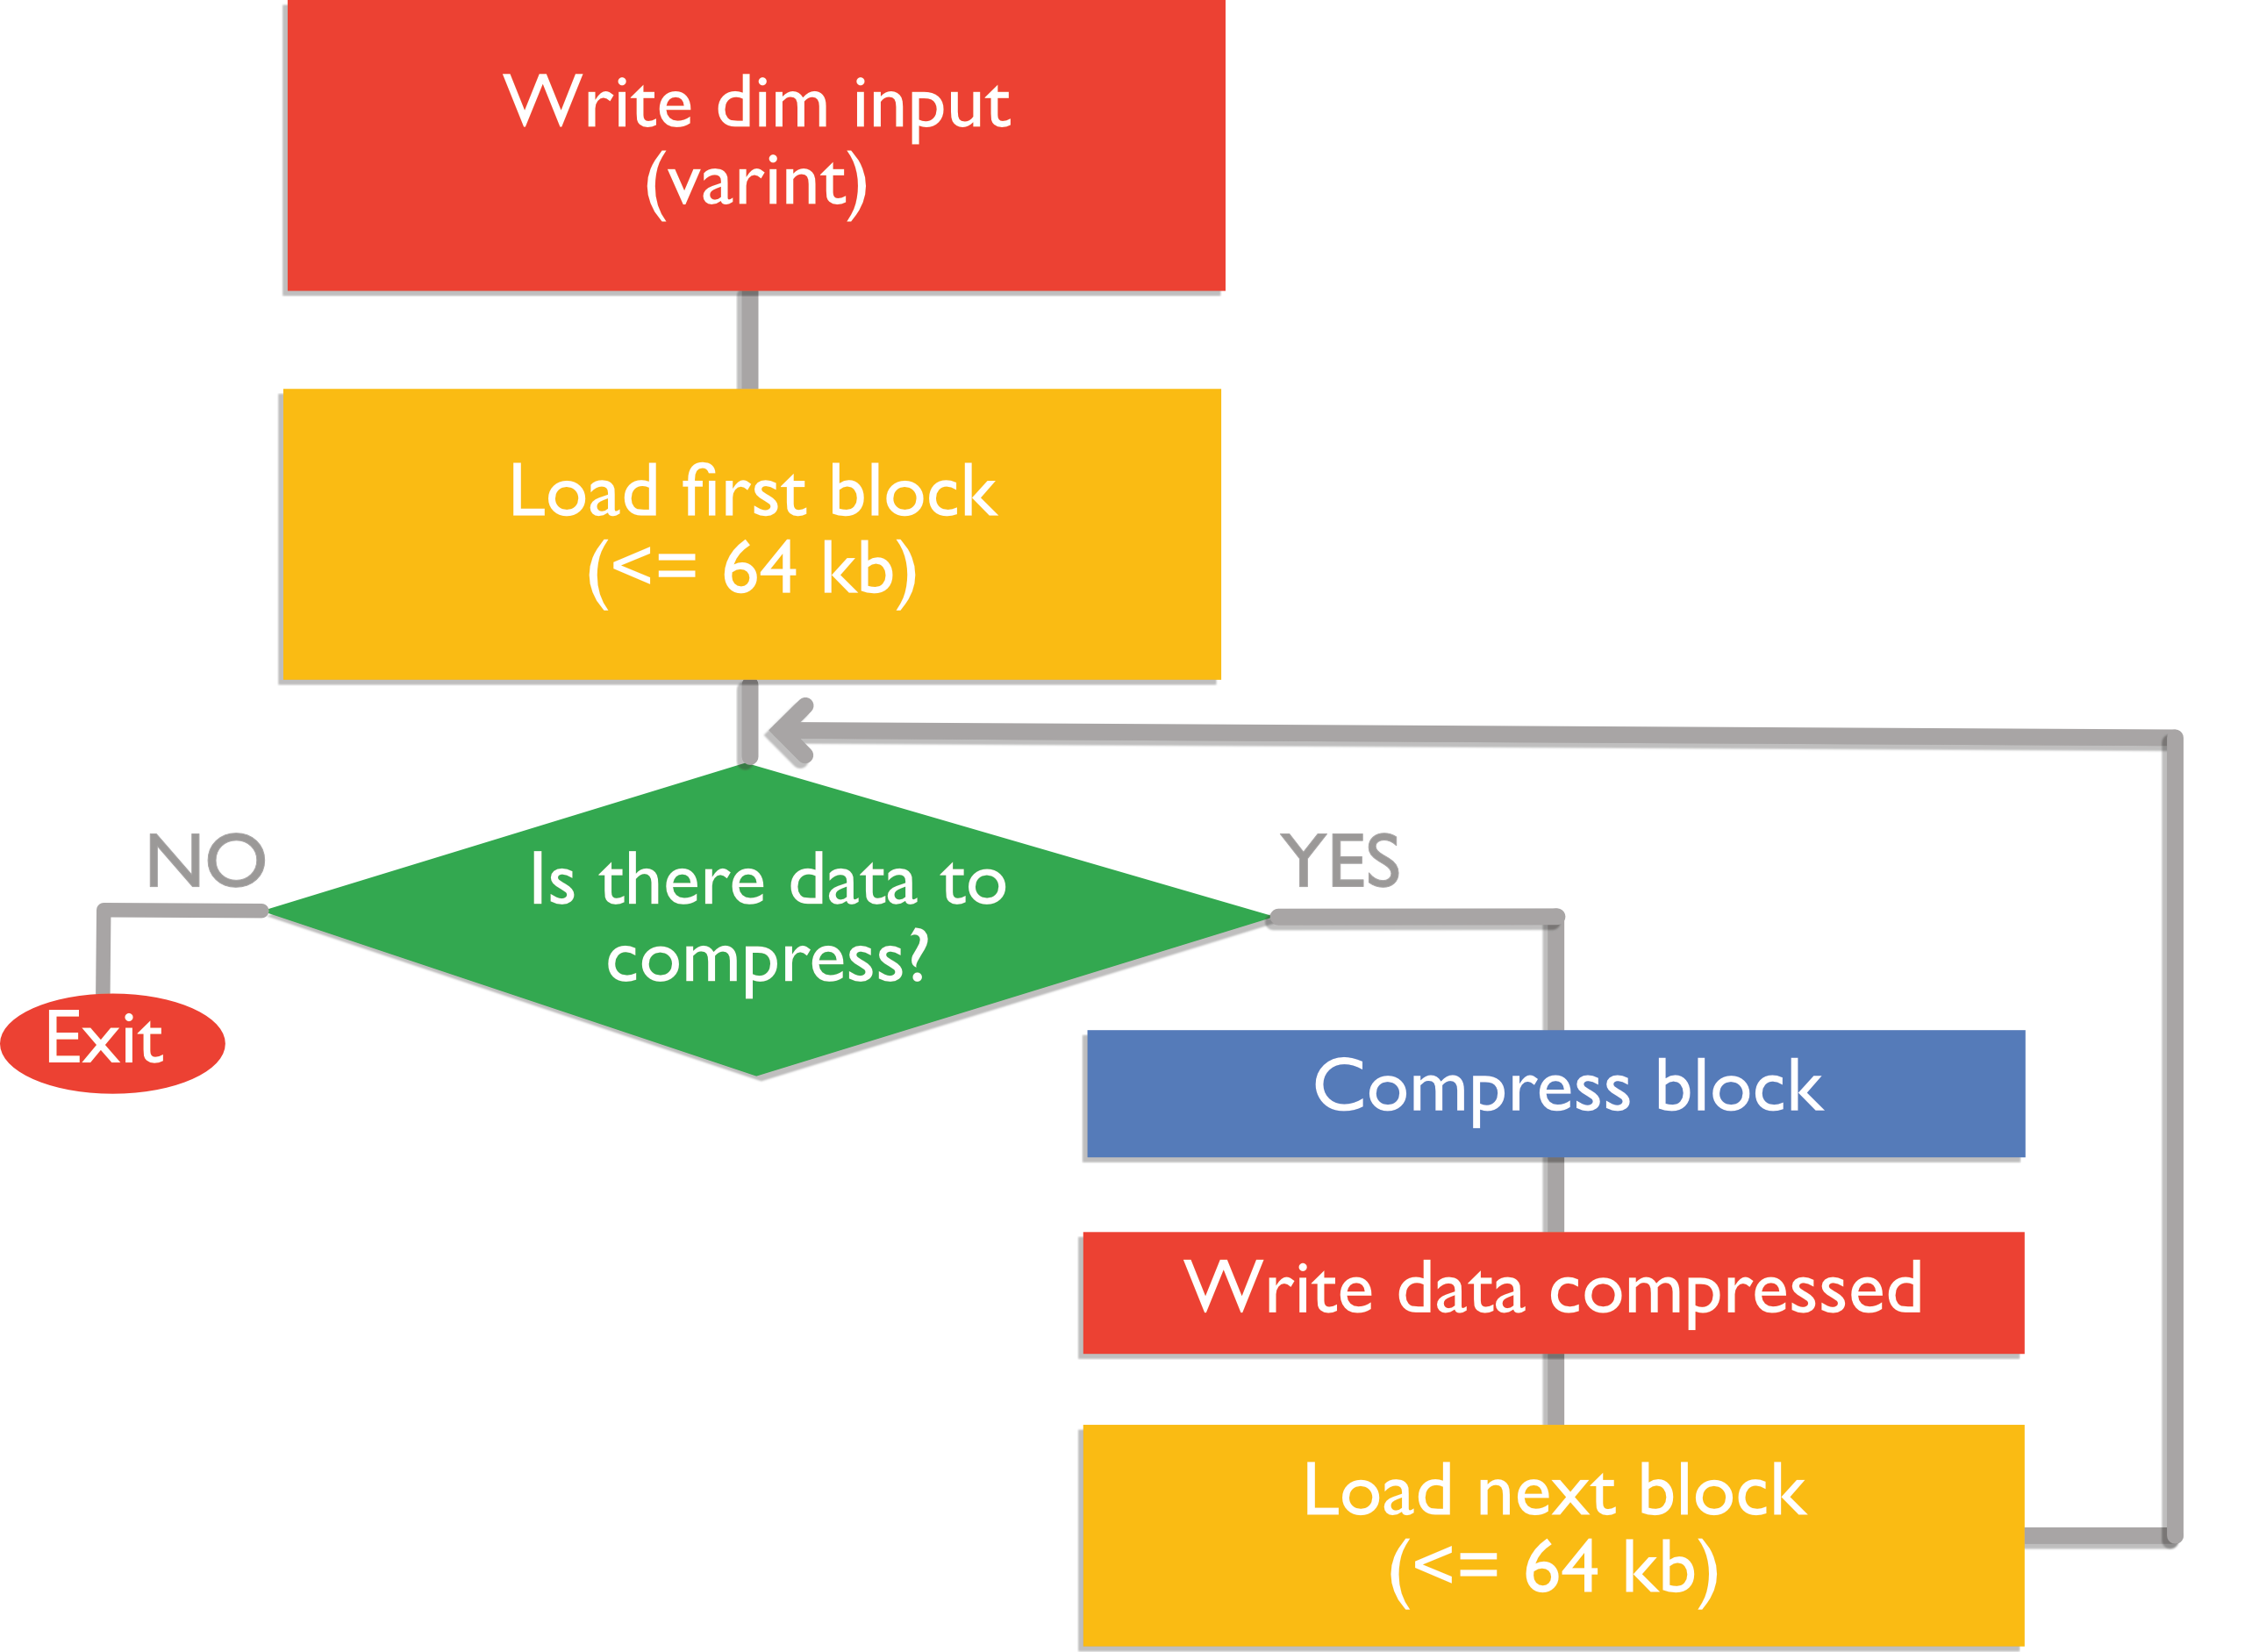 Write dim input
(varint)
Load first block
(<= 64 kb)
NO
YES
Is there data to
compress?
Exit
Compress block
Write data compressed
Load next block
(<= 64 kb)